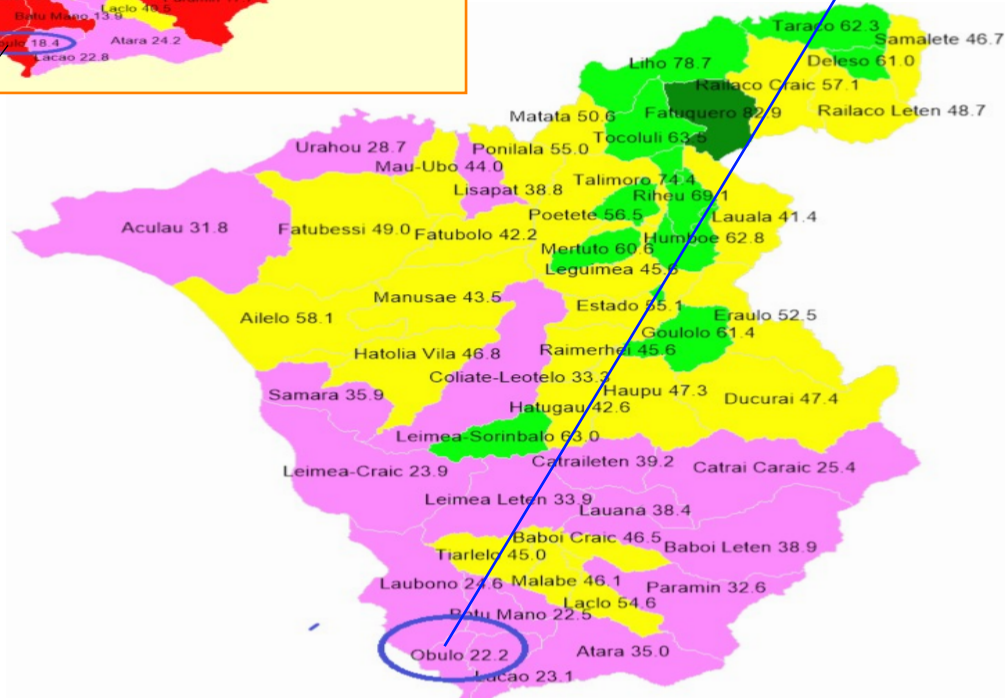 Laclo 49.5
Batu Mano 13.9
18.4
Atara 24.2
Lacao 22.8
Taraco 62.3
Samalete 46.7
Liho 78.7
Deleso 61.0
Railaco Craic 57.1
Matata 50.6
Fatuquero 82.9
Railaco Leten 48.7
Tocoluli 63.5
Urahou 28.7
Ponilala 55.0
Mau-Ubo 44.0
Talimoro 74.4
Lisapat 38.8
Riheu 69.1
Poetete 56.5
Lauala 41.4
Aculau 31.8
Fatubessi 49.0
Fatubolo 42.2
Humboe 62.8
Mertuto 60.6
Leguimea 45.6
Manusae 43.5
Estado 55.1
Ailelo 58.1
Eraulo 52.5
Goulolo 61.4
Hatolia Vila 46.8
Raimerhei 45.6
Coliate-Leotelo 33.3
Samara 35.9
Haupu 47.3
Ducurai 47.4
Hatugau 42.6
Leimea-Sorinbalo 63.0
Leimea-Craic 23.9
Catraileten 39.2
Catrai Caraic 25.4
Leimea Leten 33.9
Lauana 38.4
Baboi Craic 46.5
Baboi Leten 38.9
Tiarlelo 45.0
Laubono 24.6
Malabe 46.1
Paramin 32.6
Laclo 54.6
Batu Mano 22.5
Obulo 22.2
Atara 35.0
Lacao 23.1